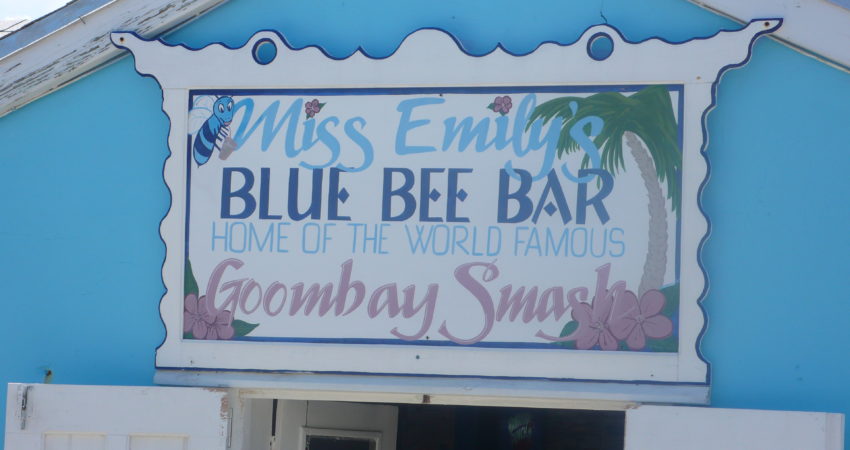 Miss Emily's
BLUE BEE BAR
HOME OF THE WORLD FAMOUS
Goombay Smash